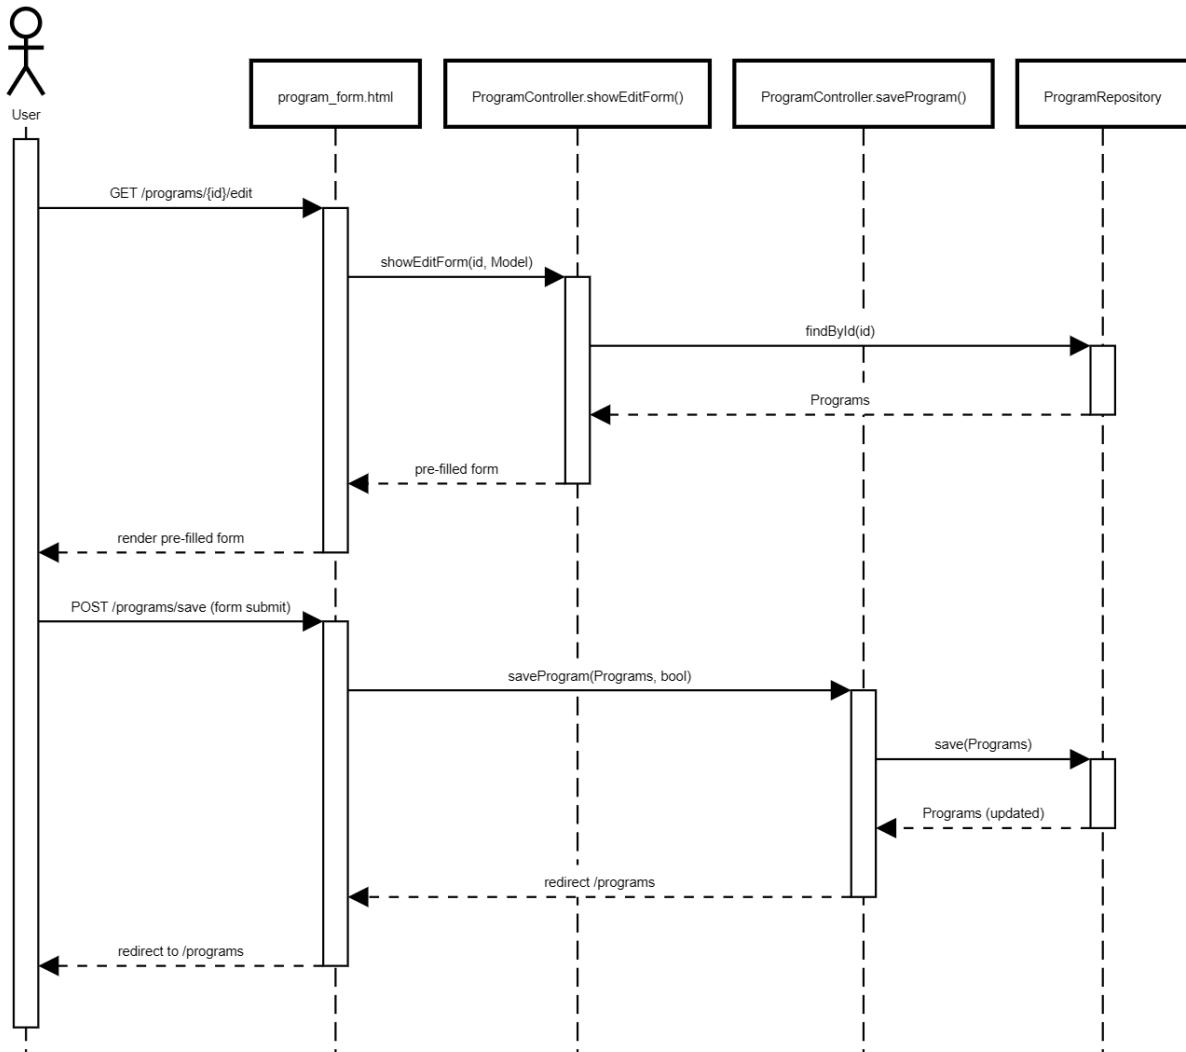 User
program_form.html
ProgramController.showEditForm()
ProgramController.saveProgram()
ProgramRepository
GET /programs/{id}/edit
showEditForm(id, Model)
findById(id)
Programs
pre-filled form
render pre-filled form
POST /programs/save (form submit)
saveProgram(Programs, bool)
save(Programs)
Programs (updated)
redirect /programs
redirect to /programs